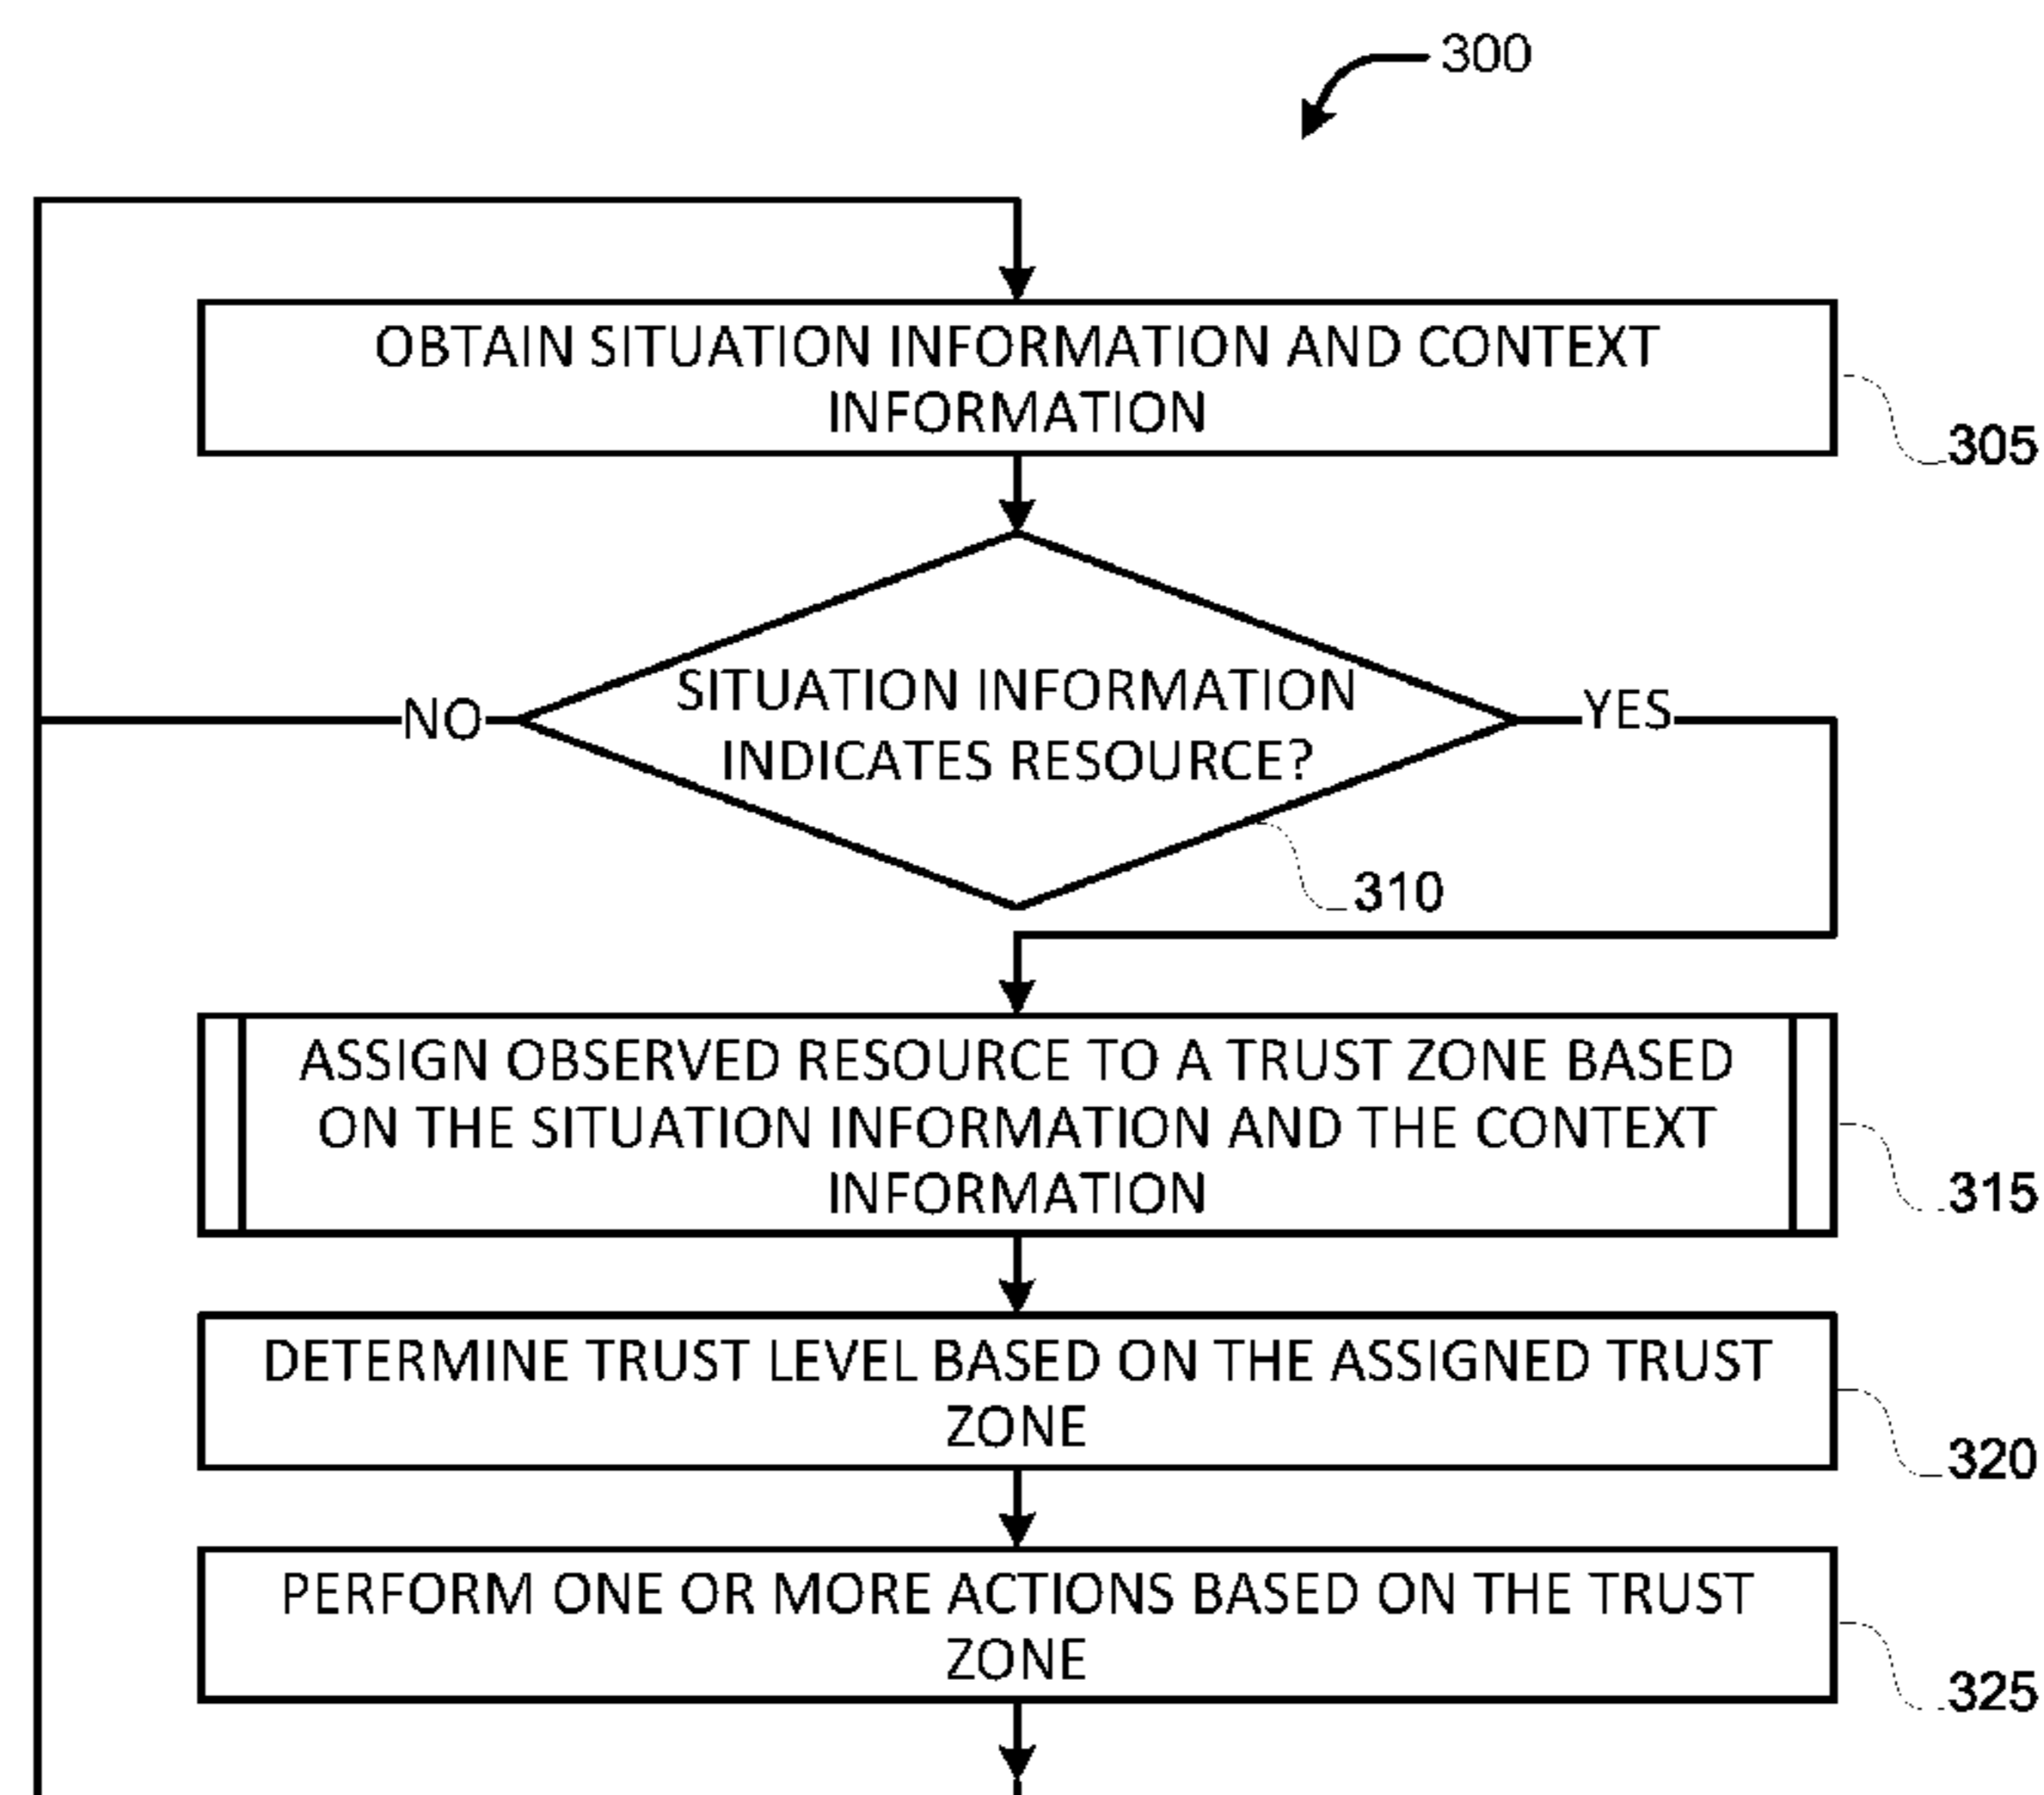 300
OBTAIN SITUATION INFORMATION AND CONTEXT
INFORMATION
305
SITUATION INFORMATION
INDICATES RESOURCE?
NO
YES
310
ASSIGN OBSERVED RESOURCE TO A TRUST ZONE BASED
ON THE SITUATION INFORMATION AND THE CONTEXT
INFORMATION
315
DETERMINE TRUST LEVEL BASED ON THE ASSIGNED TRUST
ZONE
320
PERFORM ONE OR MORE ACTIONS BASED ON THE TRUST
ZONE
325